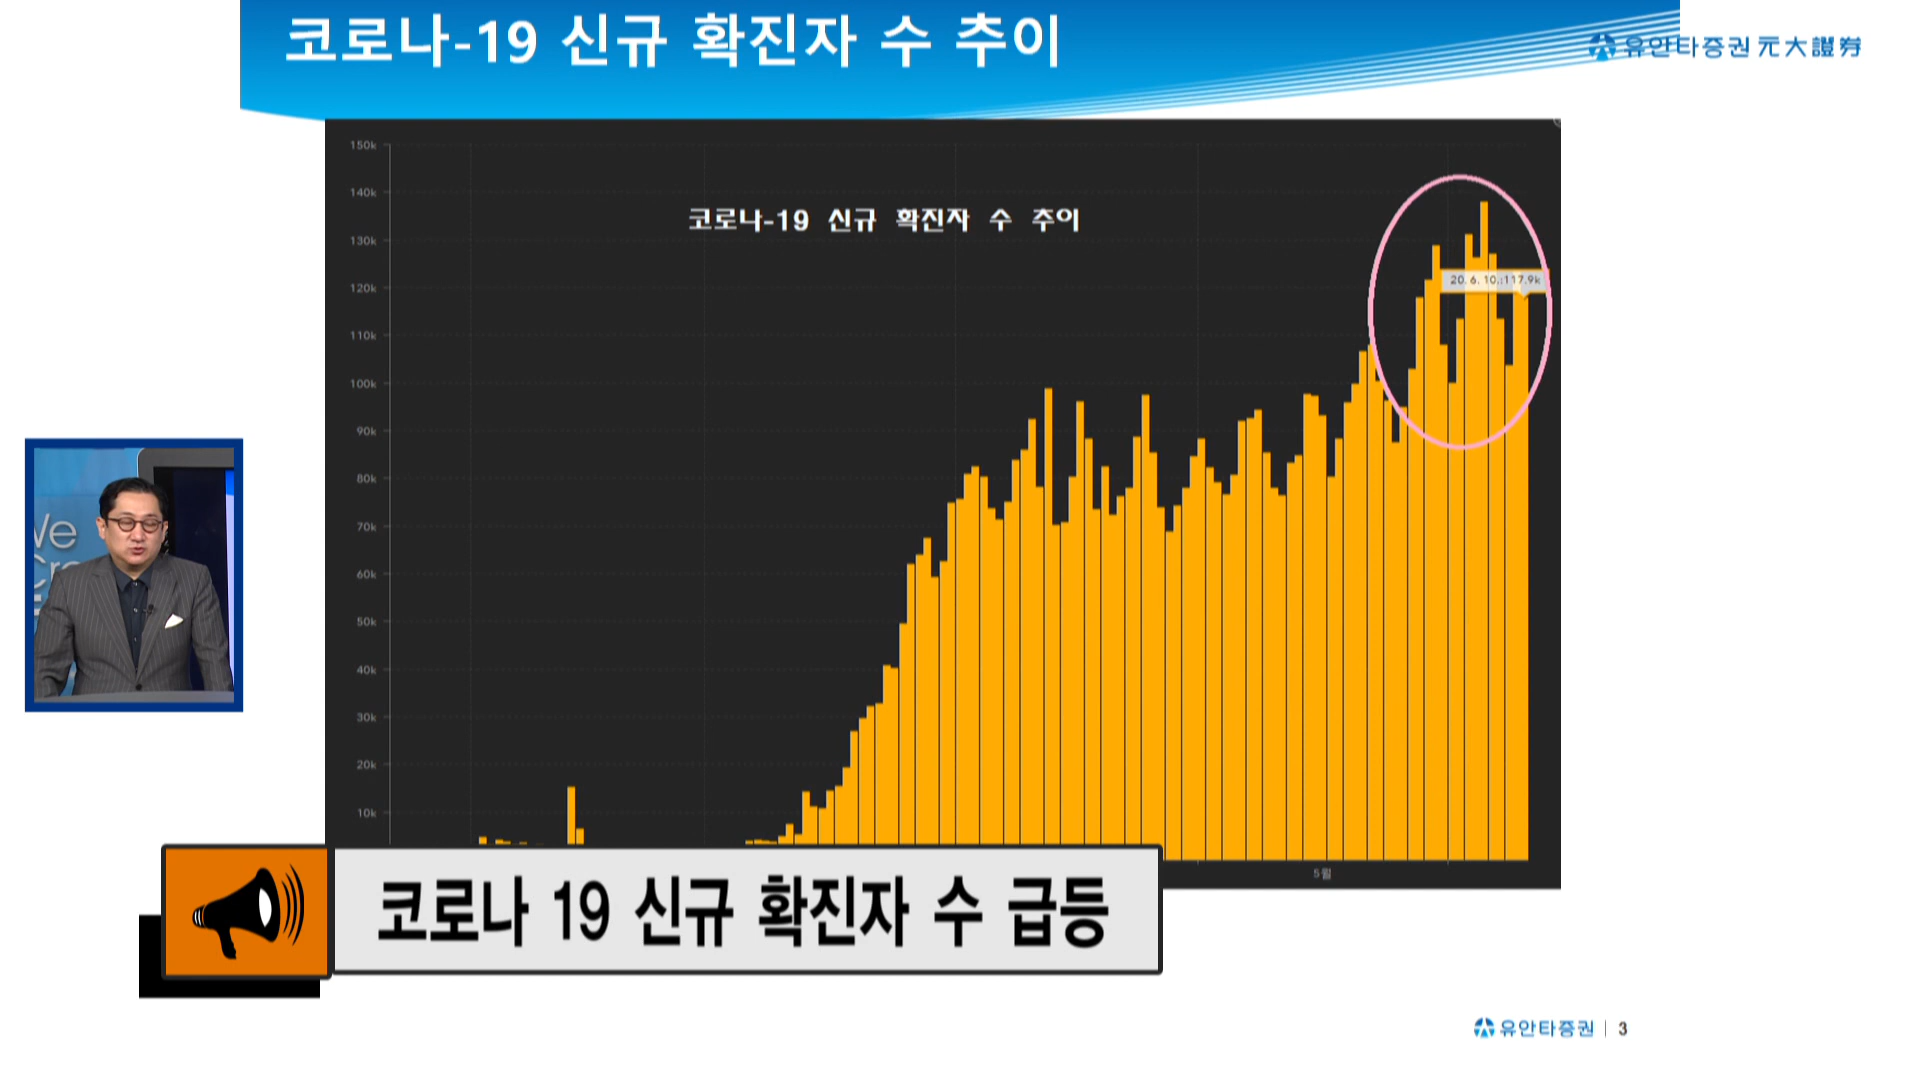 코로나-19 신규 확진자 수 추이
유안타증권 元大證券
150k
140k
130k
120k
110k
100k
90k
80k
70k
60k
50k
40k
30k
20k
10k
코로나-19 신규 확진자 수 추이
20. 6. 10.:117.9k
5월
We
Cre
코로나 19 신규 확진자 수 급등
유안타증권 | 3